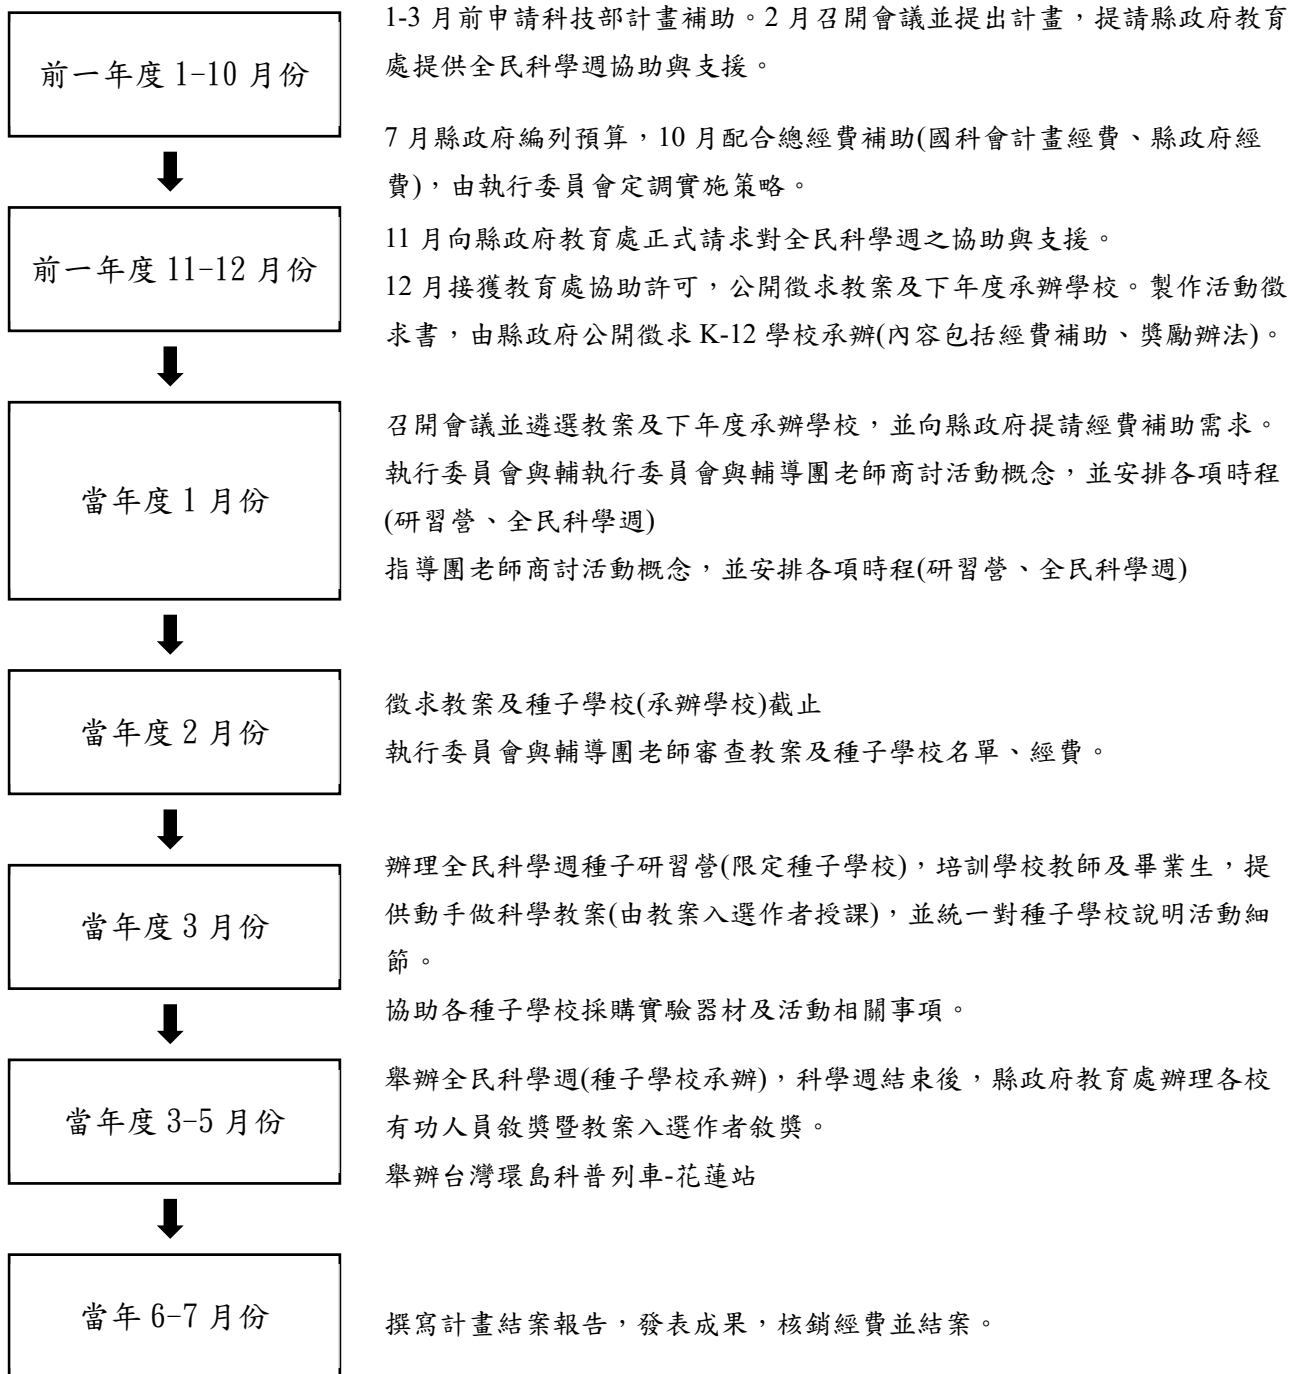 前一年度 1-10 月份
1-3 月前申請科技部計畫補助。2 月召開會議並提出計畫，提請縣政府教育
處提供全民科學週協助與支援。
7 月縣政府編列預算，10 月配合總經費補助(國科會計畫經費、縣政府經
費)，由執行委員會定調實施策略。
前一年度 11-12 月份
11 月向縣政府教育處正式請求對全民科學週之協助與支援。
12 月接獲教育處協助許可，公開徵求教案及下年度承辦學校。製作活動徵
求書，由縣政府公開徵求 K-12 學校承辦(內容包括經費補助、獎勵辦法)。
當年度 1 月份
召開會議並遴選教案及下年度承辦學校，並向縣政府提請經費補助需求。
執行委員會與輔執行委員會與輔導團老師商討活動概念，並安排各項時程
(研習營、全民科學週)
指導團老師商討活動概念，並安排各項時程(研習營、全民科學週)
當年度 2 月份
徵求教案及種子學校(承辦學校)截止
執行委員會與輔導團老師審查教案及種子學校名單、經費。
當年度 3 月份
辦理全民科學週種子研習營(限定種子學校)，培訓學校教師及畢業生，提
供動手做科學教案(由教案入選作者授課)，並統一對種子學校說明活動細
節。
協助各種子學校採購實驗器材及活動相關事項。
當年度 3-5 月份
舉辦全民科學週(種子學校承辦)，科學週結束後，縣政府教育處辦理各校
有功人員敘獎暨教案入選作者敘獎。
舉辦台灣環島科普列車-花蓮站
當年 6-7 月份
撰寫計畫結案報告，發表成果，核銷經費並結案。